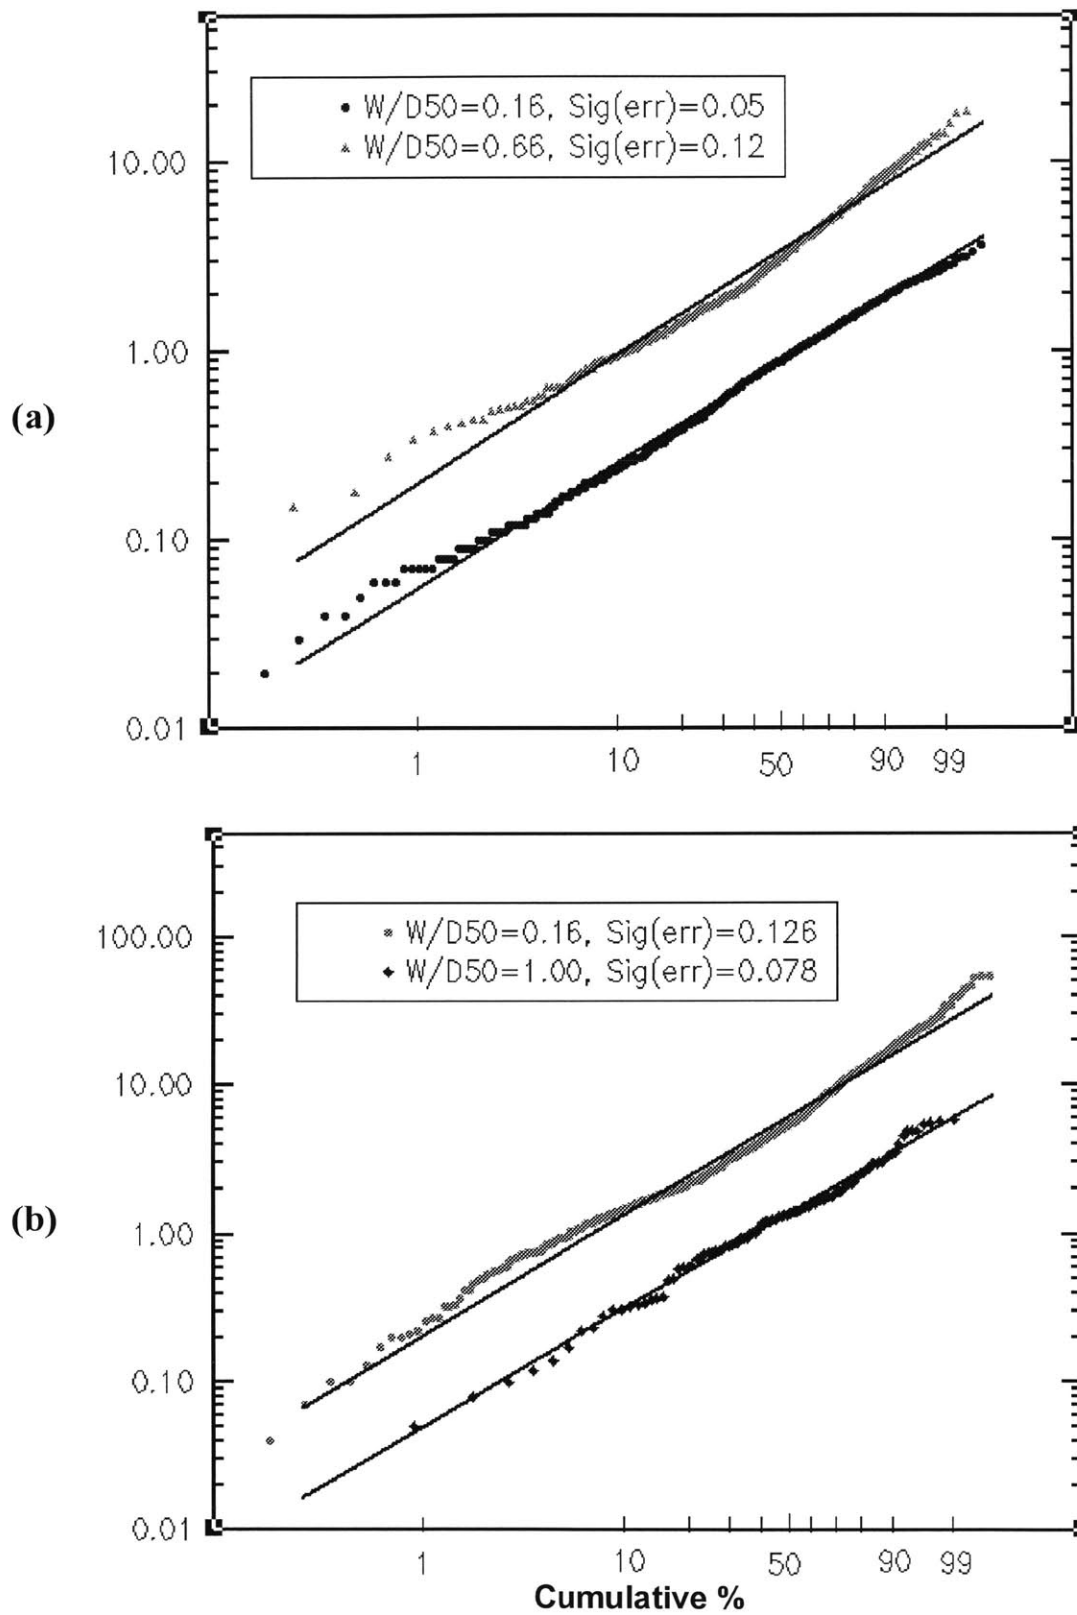 W/D50=0.16, Sig(err)=0.05
W/D50=0.66, Sig(err)=0.12
10.00
1.00
(a)
0.10
0.01
1 10 50 90 99
W/D50=0.16, Sig(err)=0.126
W/D50=1.00, Sig(err)=0.078
100.00
10.00
(b)
1.00
0.10
0.01
1 10 50 90 99
Cumulative %